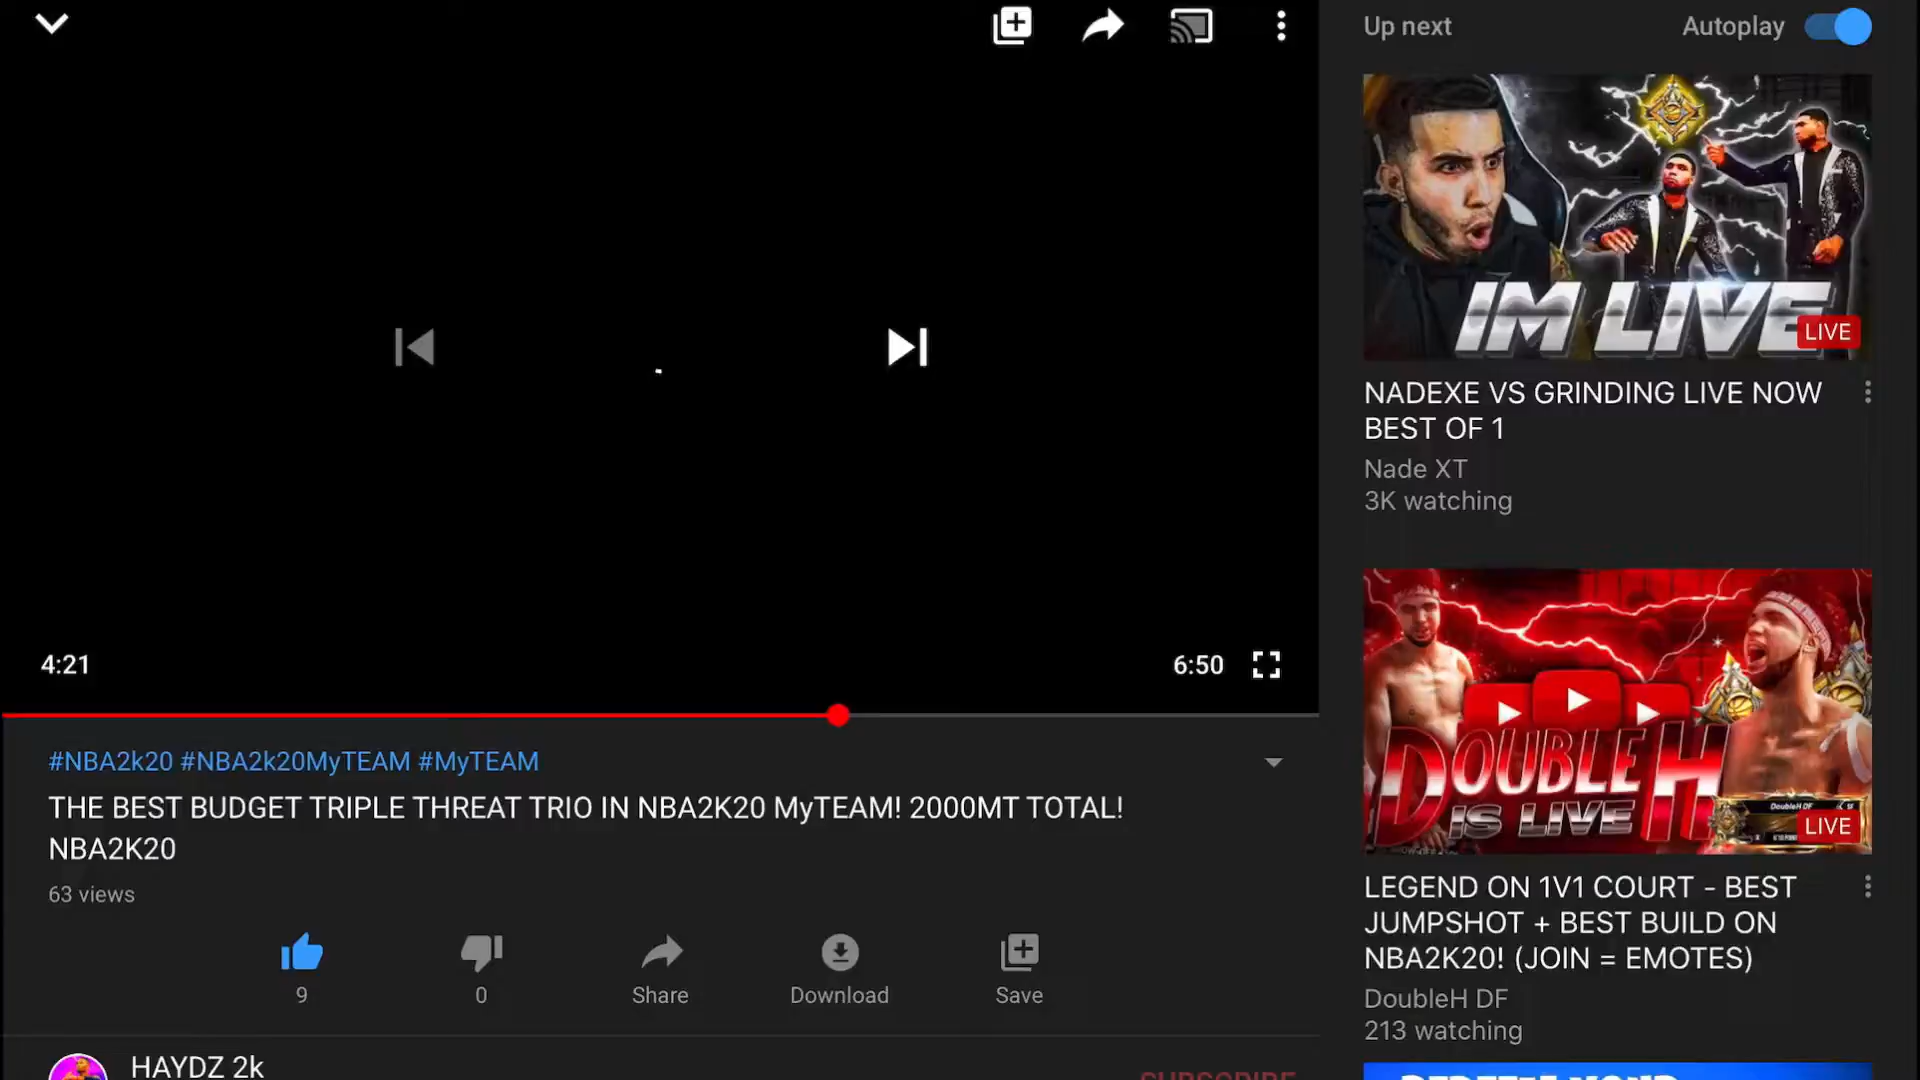 Up next
Autoplay
IM LIVE
LIVE
NADEXE VS GRINDING LIVE NOW
BEST OF 1
Nade XT
3K watching
4:21
6:50
#NBA2k20 #NBA2k20MyTEAM #MyTEAM
THE BEST BUDGET TRIPLE THREAT TRIO IN NBA2K20 MyTEAM! 2000MT TOTAL!
NBA2K20
63 views
9
0
Share
Download
Save
HAYDZ 2k
SUBSCRIBE
DOUBLE H
IS LIVE
DoubleH DF
LIVE
LEGEND ON 1V1 COURT - BEST
JUMPSHOT + BEST BUILD ON
NBA2K20! (JOIN = EMOTES)
DoubleH DF
213 watching